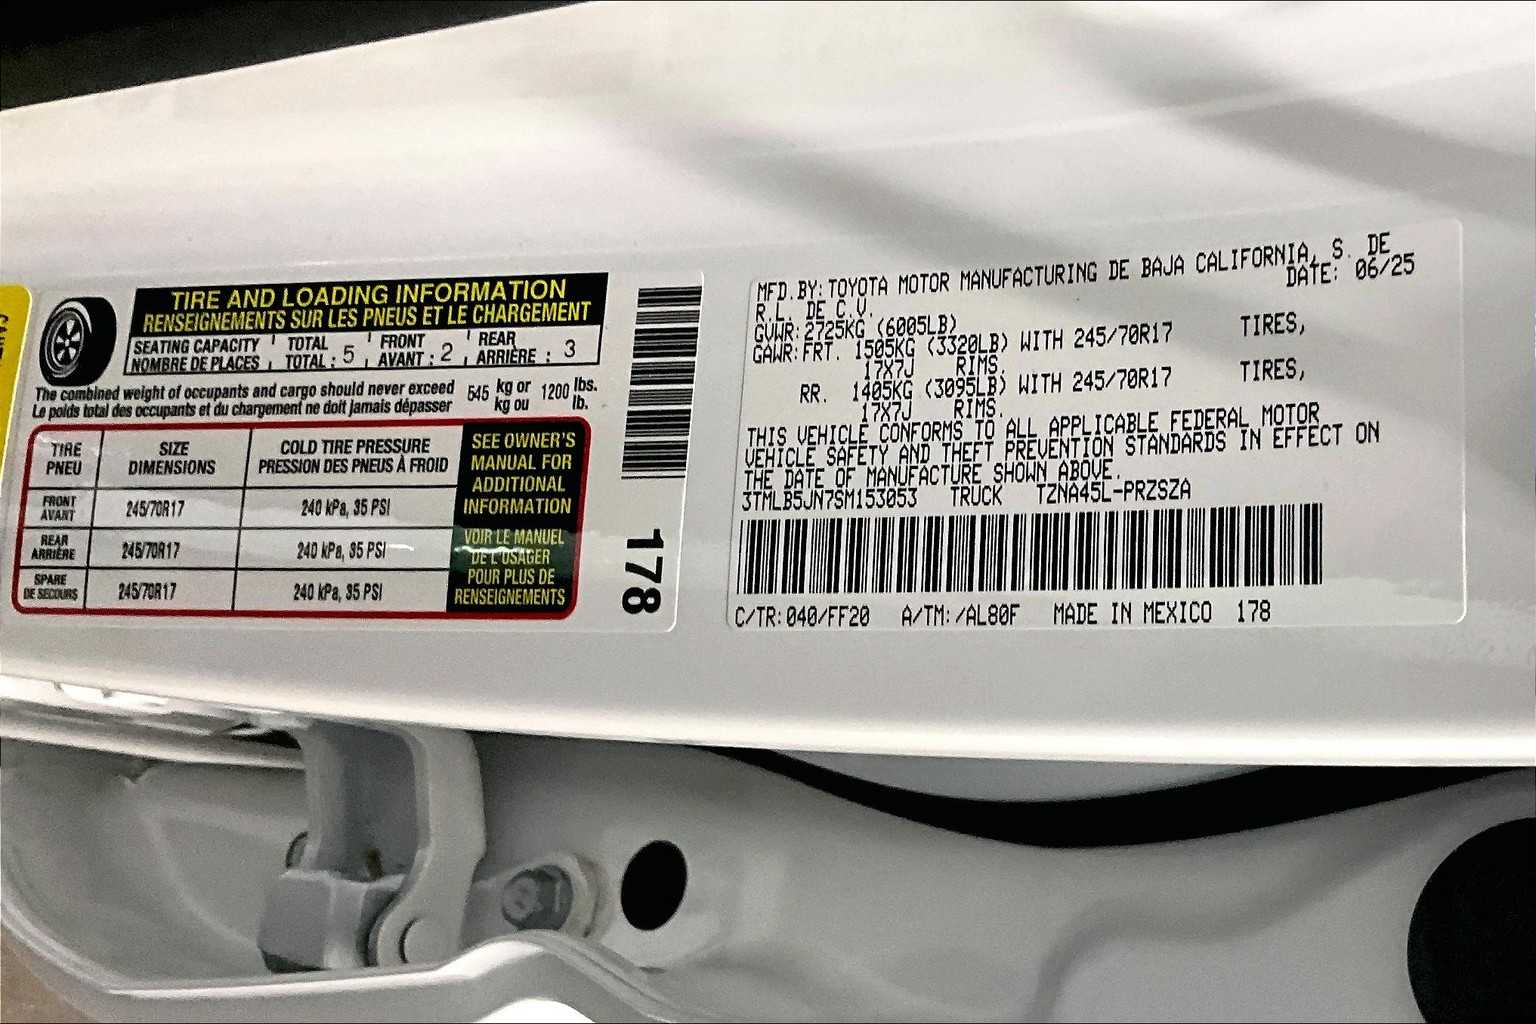 TIRE AND LOADING INFORMATION
RENSEIGNEMENTS SUR LES PNEUS ET LE CHARGEMENT
SEATING CAPACITY TOTAL FRONT REAR
NOMBRE DE PLACES TOTAL : 5 AVANT : 2 ARRIÈRE : 3
The combined weight of occupants and cargo should never exceed 545 kg or 1200 lbs.
Le poids total des occupants et du chargement ne doit jamais dépasser kg ou lb.
TIRE SIZE COLD TIRE PRESSURE
PNEU DIMENSIONS PRESSION DES PNEUS À FROID
FRONT
AVANT 245/70R17 240 kPa, 35 PSI
REAR
ARRIÈRE 245/70R17 240 kPa, 35 PSI
SPARE
DE SECOURS 245/70R17 240 kPa, 35 PSI
SEE OWNER'S
MANUAL FOR
ADDITIONAL
INFORMATION
VOIR LE MANUEL
DE L'USAGER
POUR PLUS DE
RENSEIGNEMENTS
178
MFD.BY:TOYOTA MOTOR MANUFACTURING DE BAJA CALIFORNIA, S. DE
R.L. DE C.V. DATE: 06/25
GVWR:2725KG (6005LB)
GAWR:FRT. 1505KG (3320LB) WITH 245/70R17 TIRES,
17X7J RIMS.
RR. 1405KG (3095LB) WITH 245/70R17 TIRES,
17X7J RIMS.
THIS VEHICLE CONFORMS TO ALL APPLICABLE FEDERAL MOTOR
VEHICLE SAFETY AND THEFT PREVENTION STANDARDS IN EFFECT ON
THE DATE OF MANUFACTURE SHOWN ABOVE.
3TMLB5JN7SM153053 TRUCK TZNA45L-PRZSZA
C/TR:040/FF20 A/TM:/AL80F MADE IN MEXICO 178